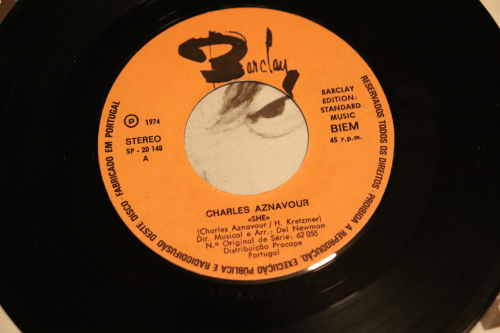 Barclay
Ⓟ 1974
STEREO
SP - 20 148
A
BARCLAY
EDITION:
STANDARD
MUSIC
BIEM
45 r.p.m.
CHARLES AZNAVOUR
«SHE»
(Charles Aznavour / H. Kretzmer)
Dir. Musical e Arr.: Del Newman
N.º Original de Série: 62 055
Distribuição Procope
Portugal
RESERVADOS TODOS OS DIREITOS - PROIBIDA A REPRODUÇÃO, EXECUÇÃO PÚBLICA E RADIODIFUSÃO DESTE DISCO. FABRICADO EM PORTUGAL